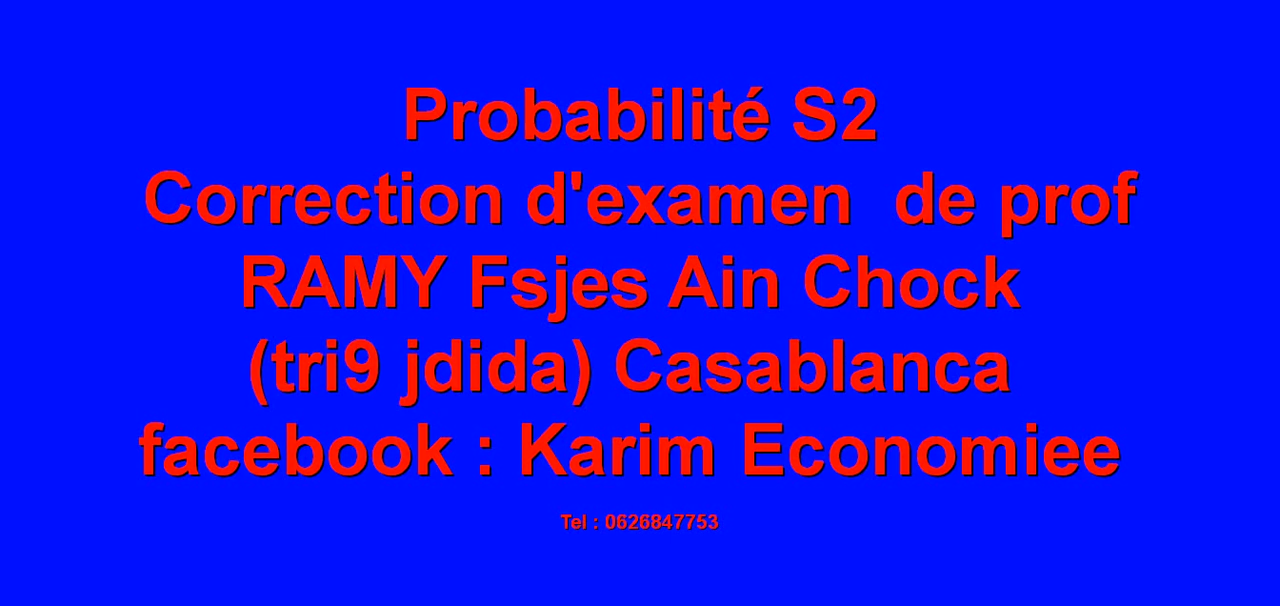 Probabilité S2
Correction d'examen  de prof
RAMY Fsjes Ain Chock
(tri9 jdida) Casablanca
facebook : Karim Economiee
Tel : 0626847753